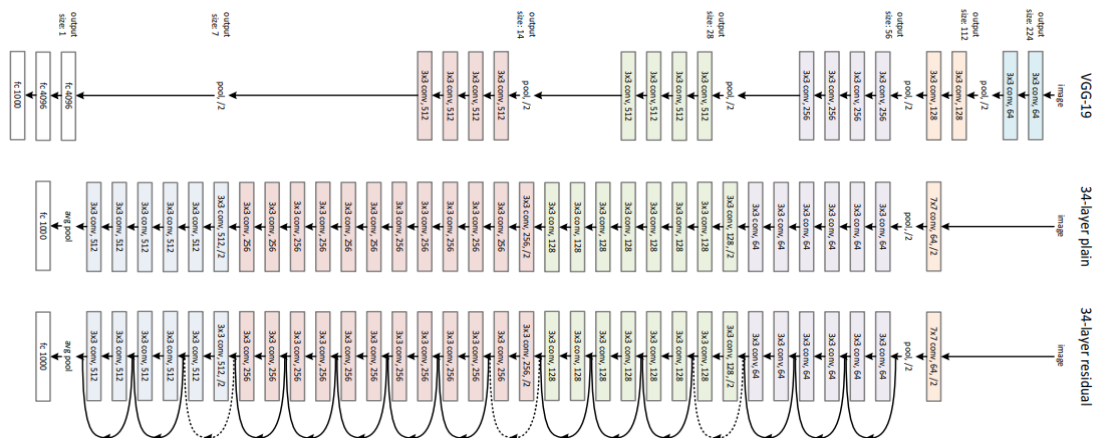 output
size: 224
output
size: 112
output
size: 56
output
size: 28
output
size: 14
output
size: 7
output
size: 1
VGG-19
image
3x3 conv, 64
3x3 conv, 64
pool, /2
3x3 conv, 128
3x3 conv, 128
pool, /2
3x3 conv, 256
3x3 conv, 256
3x3 conv, 256
3x3 conv, 256
pool, /2
3x3 conv, 512
3x3 conv, 512
3x3 conv, 512
3x3 conv, 512
pool, /2
3x3 conv, 512
3x3 conv, 512
3x3 conv, 512
3x3 conv, 512
pool, /2
fc 4096
fc 4096
fc 1000
34-layer plain
image
7x7 conv, 64, /2
pool, /2
3x3 conv, 64
3x3 conv, 64
3x3 conv, 64
3x3 conv, 64
3x3 conv, 64
3x3 conv, 64
3x3 conv, 128, /2
3x3 conv, 128
3x3 conv, 128
3x3 conv, 128
3x3 conv, 128
3x3 conv, 128
3x3 conv, 128
3x3 conv, 128
3x3 conv, 256, /2
3x3 conv, 256
3x3 conv, 256
3x3 conv, 256
3x3 conv, 256
3x3 conv, 256
3x3 conv, 256
3x3 conv, 256
3x3 conv, 256
3x3 conv, 256
3x3 conv, 256
3x3 conv, 256
3x3 conv, 512, /2
3x3 conv, 512
3x3 conv, 512
3x3 conv, 512
3x3 conv, 512
3x3 conv, 512
avg pool
fc 1000
34-layer residual
image
7x7 conv, 64, /2
pool, /2
3x3 conv, 64
3x3 conv, 64
3x3 conv, 64
3x3 conv, 64
3x3 conv, 64
3x3 conv, 64
3x3 conv, 128, /2
3x3 conv, 128
3x3 conv, 128
3x3 conv, 128
3x3 conv, 128
3x3 conv, 128
3x3 conv, 128
3x3 conv, 128
3x3 conv, 256, /2
3x3 conv, 256
3x3 conv, 256
3x3 conv, 256
3x3 conv, 256
3x3 conv, 256
3x3 conv, 256
3x3 conv, 256
3x3 conv, 256
3x3 conv, 256
3x3 conv, 256
3x3 conv, 256
3x3 conv, 512, /2
3x3 conv, 512
3x3 conv, 512
3x3 conv, 512
3x3 conv, 512
3x3 conv, 512
avg pool
fc 1000